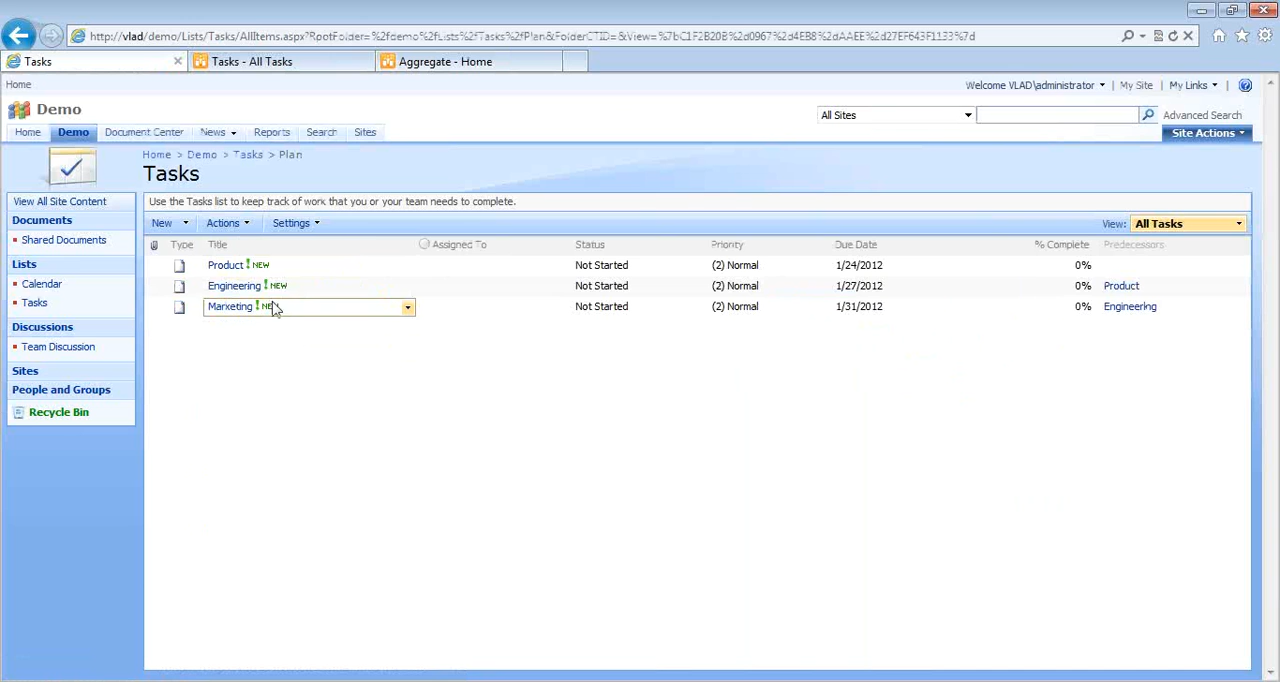 http://vlad/demo/Lists/Tasks/AllItems.aspx?RootFolder=%2fdemo%2fLists%2fTasks%2fPlan&FolderCTID=&View=%7bC1F2B20B%2d0967%2d4EB8%2dAAEE%2d27EF643F1133%7d
Tasks
Tasks - All Tasks
Aggregate - Home
Home
Welcome VLAD\administrator | My Site | My Links |
Demo
All Sites
Advanced Search
Home Demo Document Center News Reports Search Sites
Site Actions
Home > Demo > Tasks > Plan
Tasks
View All Site Content
Documents
Shared Documents
Lists
Calendar
Tasks
Discussions
Team Discussion
Sites
People and Groups
Recycle Bin
Use the Tasks list to keep track of work that you or your team needs to complete.
New Actions Settings View: All Tasks
Type Title Assigned To Status Priority Due Date % Complete Predecessors
Product ! NEW Not Started (2) Normal 1/24/2012 0%
Engineering ! NEW Not Started (2) Normal 1/27/2012 0% Product
Marketing ! NEW Not Started (2) Normal 1/31/2012 0% Engineering